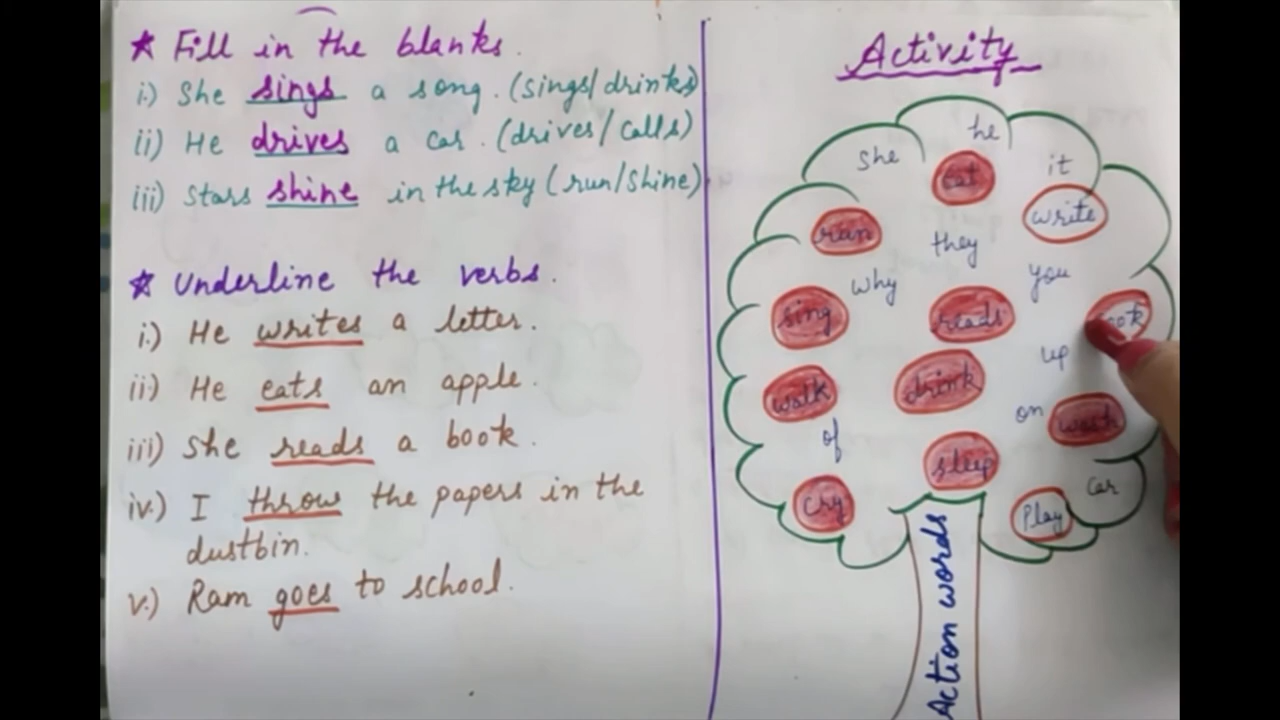 ★ Fill in the blanks.
i.) She sings a song. (sings/drinks)
ii) He drives a car. (drives/calls)
iii) Stars shine in the sky (run/shine)
★ Underline the verbs.
i.) He writes a letter.
ii.) He eats an apple.
iii) She reads a book.
iv.) I throw the papers in the
dustbin.
v.) Ram goes to school.
Activity
he
she
it
eat
write
run
they
you
why
sing
reads
up
walk
drink
on
wash
of
sleep
car
cry
Play
Action words